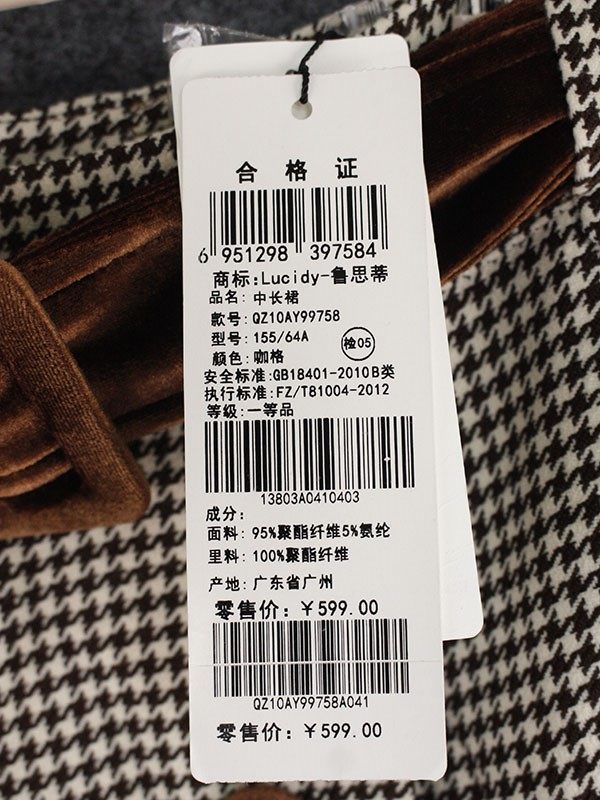 合格证
6 951298 397584
商标:Lucidy-鲁思蒂
品名: 中长裙
款号: QZ10AY99758
型号: 155/64A
检05
颜色: 咖格
安全标准:GB18401-2010B类
执行标准:FZ/T81004-2012
等级: 一等品
13803A0410403
成分:
面料: 95%聚酯纤维5%氨纶
里料: 100%聚酯纤维
产地: 广东省广州
零售价: ¥599.00
QZ10AY99758A041
零售价: ¥599.00